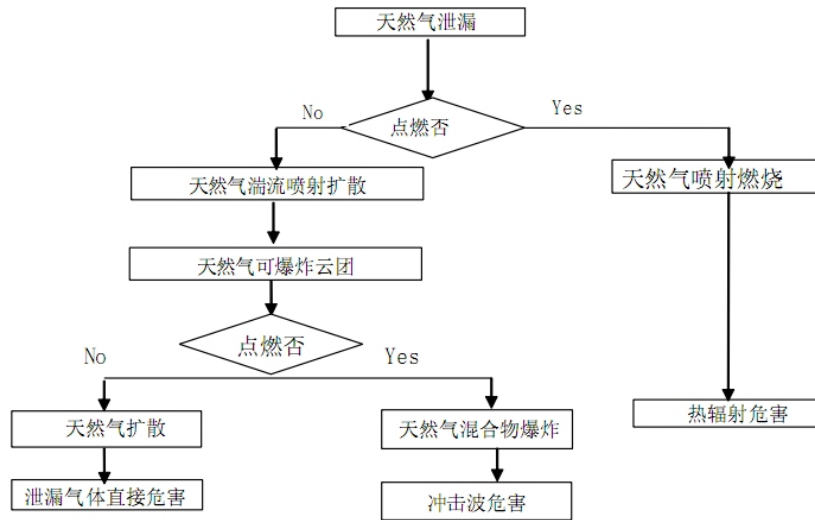 天然气泄漏
No
点燃否
Yes
天然气湍流喷射扩散
天然气喷射燃烧
天然气可爆炸云团
点燃否
No
Yes
热辐射危害
天然气扩散
天然气混合物爆炸
泄漏气体直接危害
冲击波危害